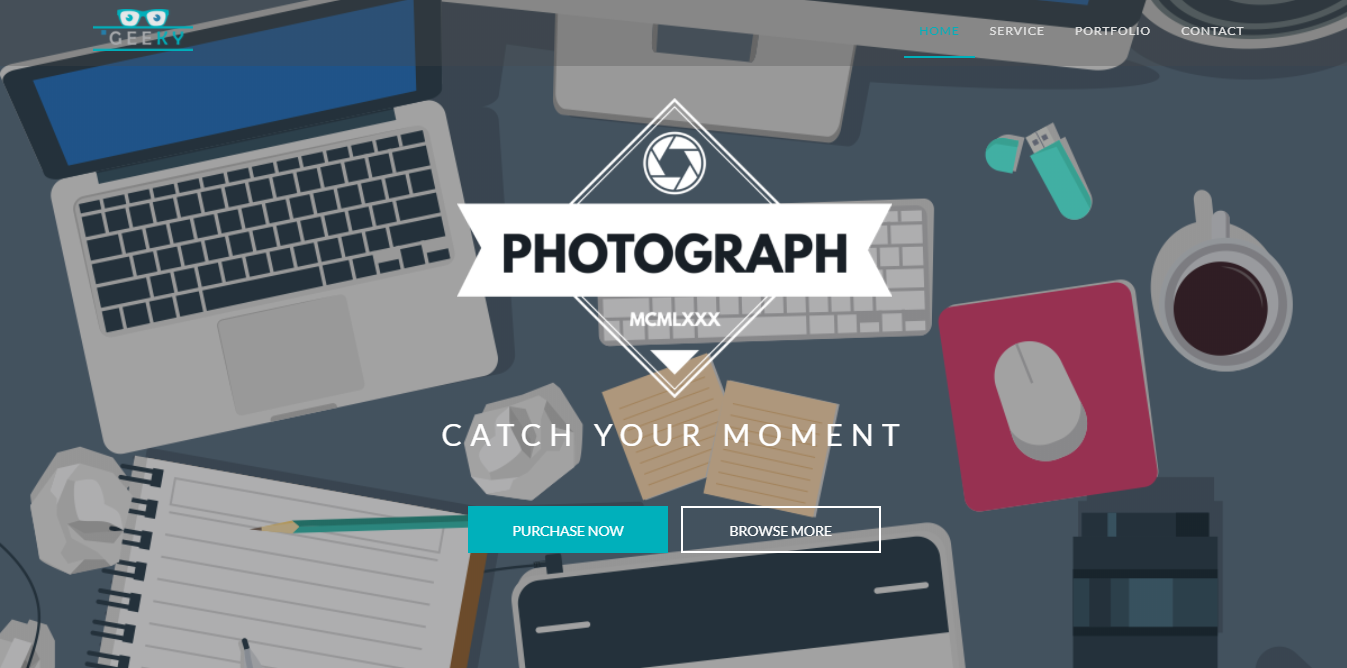 GEEKY
HOME SERVICE PORTFOLIO CONTACT
PHOTOGRAPH
MCMLXXX
CATCH YOUR MOMENT
PURCHASE NOW BROWSE MORE